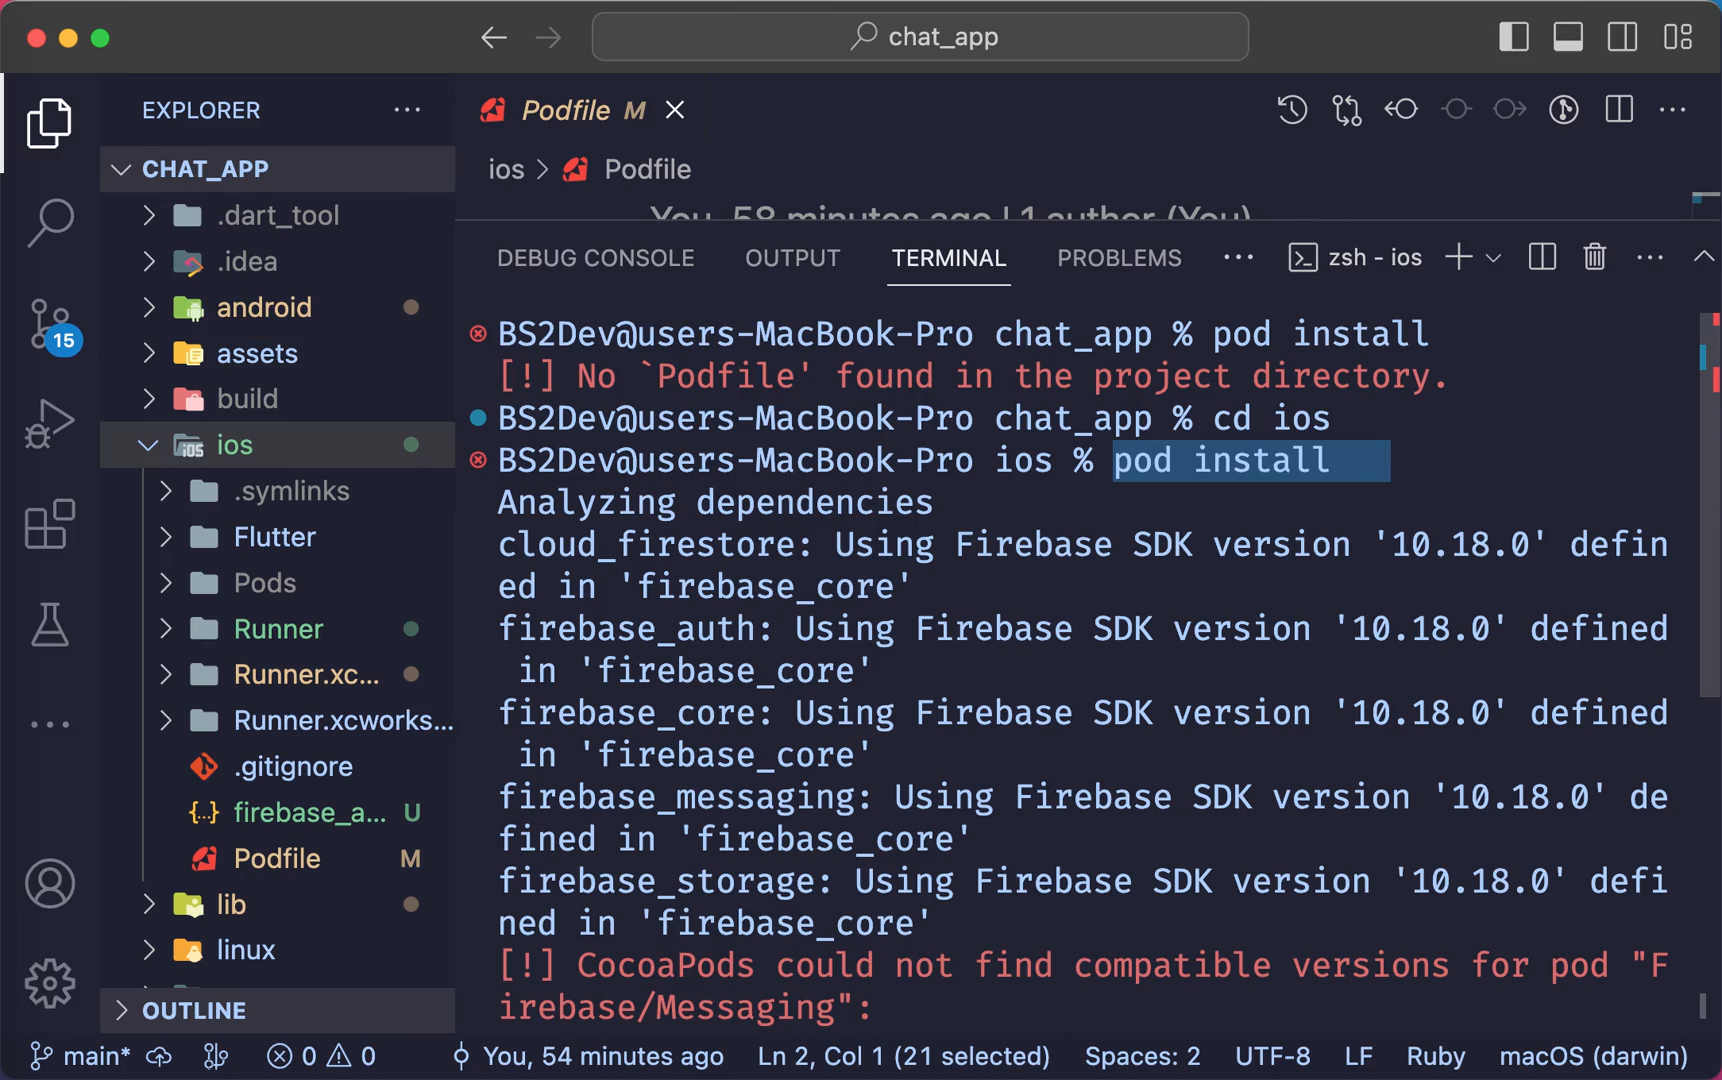 chat_app
EXPLORER
Podfile M
CHAT_APP
ios > Podfile
You, 58 minutes ago | 1 author (You)
.dart_tool
.idea
android
assets
build
ios
.symlinks
Flutter
Pods
Runner
Runner.xc...
Runner.xcworks...
.gitignore
firebase_a... U
Podfile M
lib
linux
OUTLINE
15
DEBUG CONSOLE OUTPUT TERMINAL PROBLEMS zsh - ios
BS2Dev@users-MacBook-Pro chat_app % pod install
[!] No `Podfile' found in the project directory.
BS2Dev@users-MacBook-Pro chat_app % cd ios
BS2Dev@users-MacBook-Pro ios % pod install
Analyzing dependencies
cloud_firestore: Using Firebase SDK version '10.18.0' defin
ed in 'firebase_core'
firebase_auth: Using Firebase SDK version '10.18.0' defined
in 'firebase_core'
firebase_core: Using Firebase SDK version '10.18.0' defined
in 'firebase_core'
firebase_messaging: Using Firebase SDK version '10.18.0' de
fined in 'firebase_core'
firebase_storage: Using Firebase SDK version '10.18.0' defi
ned in 'firebase_core'
[!] CocoaPods could not find compatible versions for pod "F
irebase/Messaging":
main* 0 0 You, 54 minutes ago Ln 2, Col 1 (21 selected) Spaces: 2 UTF-8 LF Ruby macOS (darwin)